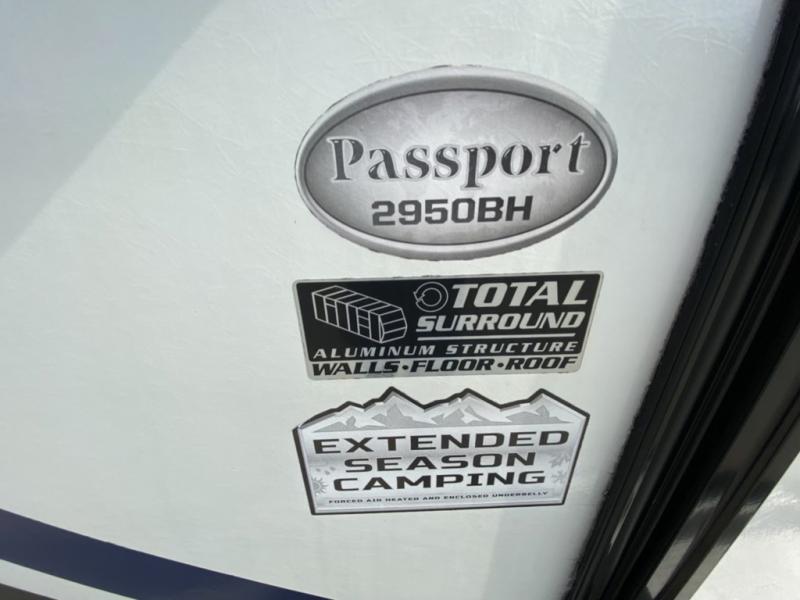 Passport
2950BH
TOTAL
SURROUND
ALUMINUM STRUCTURE
WALLS·FLOOR·ROOF
EXTENDED
SEASON
CAMPING
FORCED AIR HEATED AND ENCLOSED UNDERBELLY